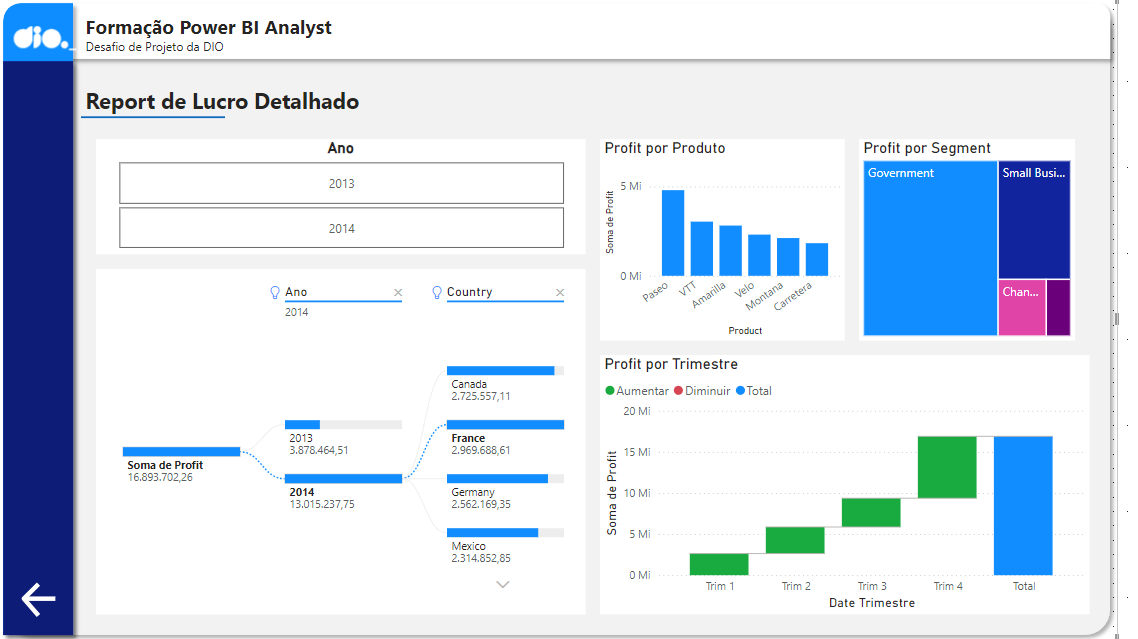 dio.
Formação Power BI Analyst
Desafio de Projeto da DIO
Report de Lucro Detalhado
Ano
2013
2014
Ano
2014
Country
Soma de Profit
16.893.702,26
2013
3.878.464,51
2014
13.015.237,75
Canada
2.725.557,11
France
2.969.688,61
Germany
2.562.169,35
Mexico
2.314.852,85
Profit por Produto
Soma de Profit
5 Mi
0 Mi
Paseo
VTT
Amarilla
Velo
Montana
Carretera
Product
Profit por Segment
Government
Small Busi...
Chan...
Profit por Trimestre
Aumentar Diminuir Total
Soma de Profit
20 Mi
15 Mi
10 Mi
5 Mi
0 Mi
Trim 1 Trim 2 Trim 3 Trim 4 Total
Date Trimestre